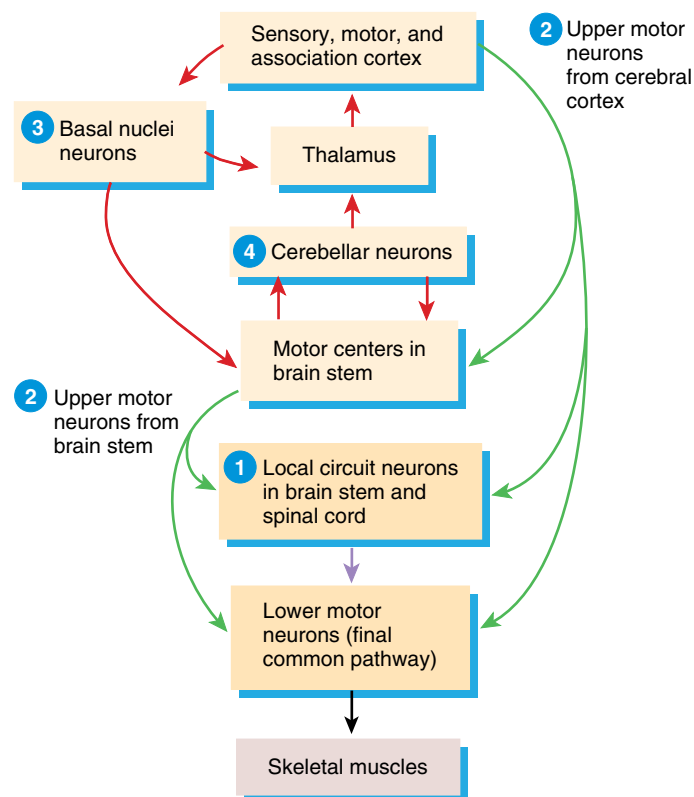 Sensory, motor, and
association cortex
2 Upper motor
neurons
from cerebral
cortex
3 Basal nuclei
neurons
Thalamus
4 Cerebellar neurons
Motor centers in
brain stem
2 Upper motor
neurons from
brain stem
1 Local circuit neurons
in brain stem and
spinal cord
Lower motor
neurons (final
common pathway)
Skeletal muscles